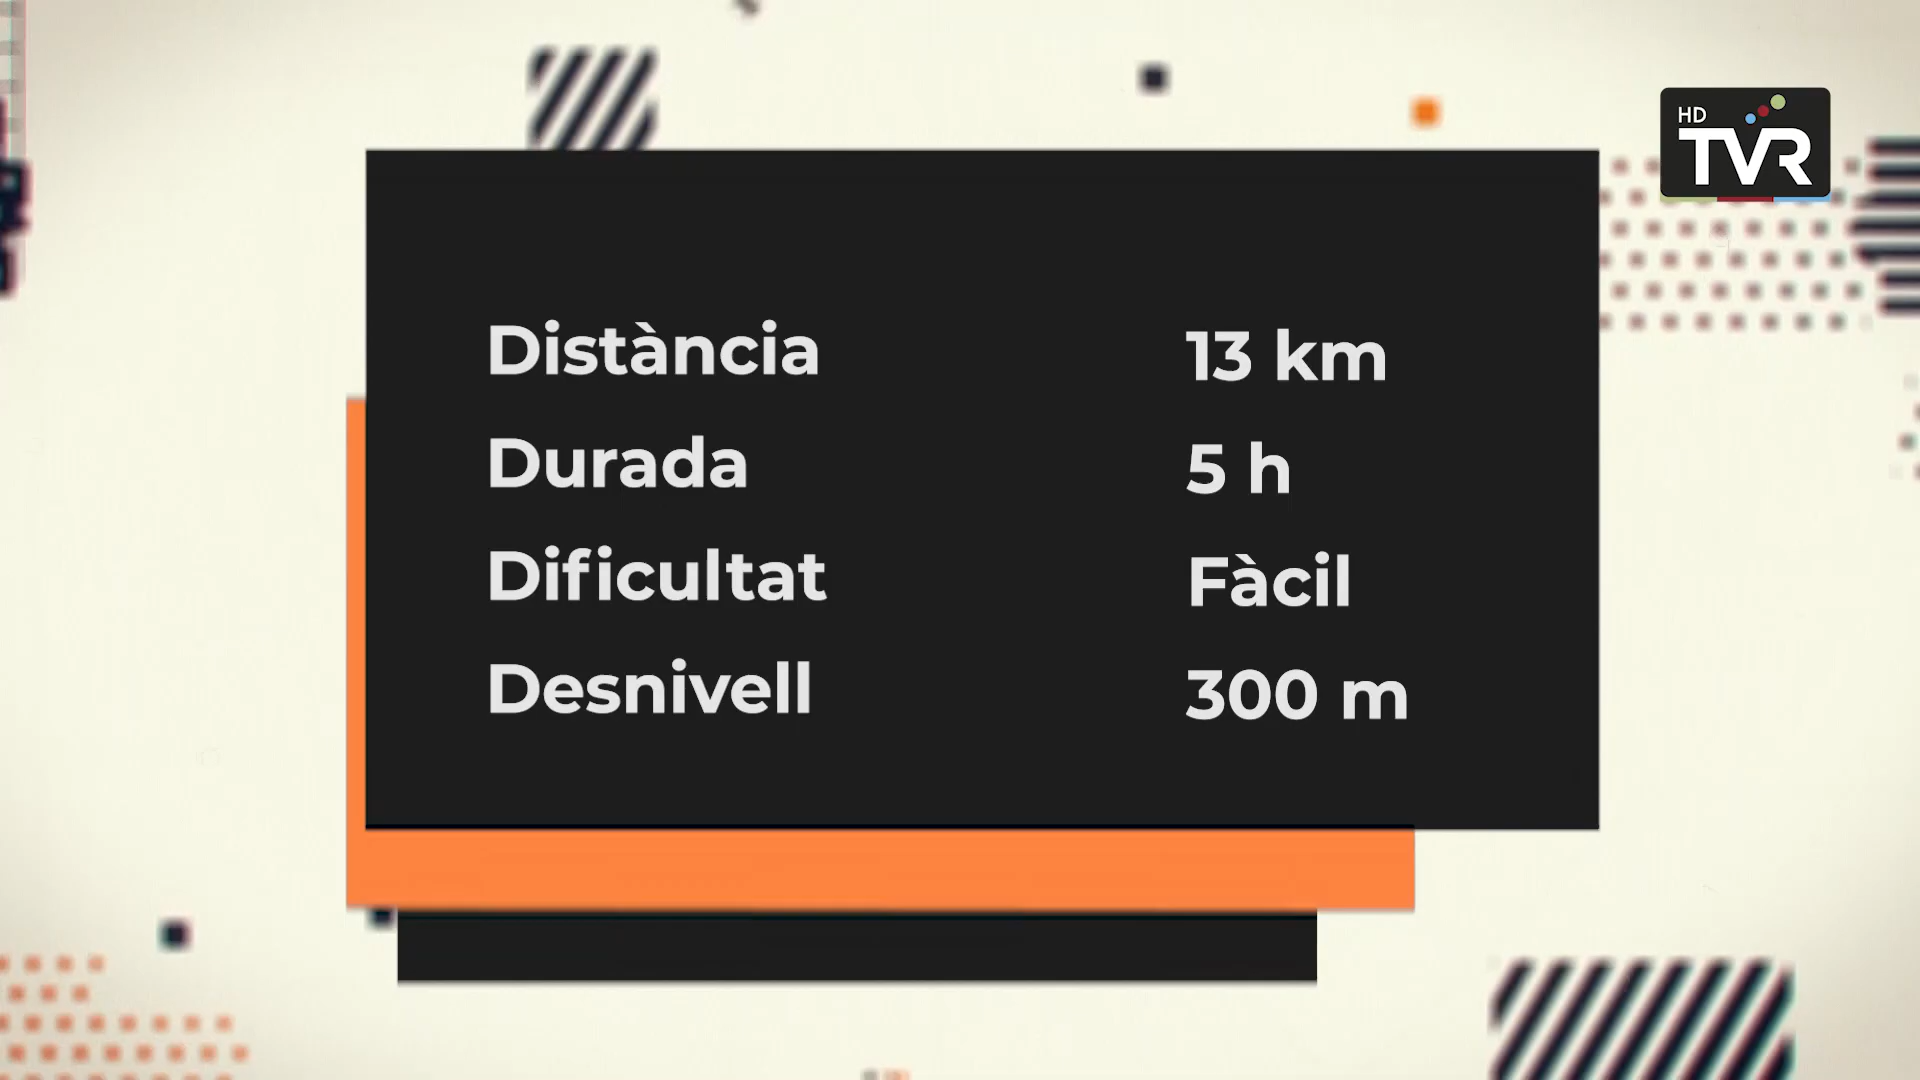 HD
TVR
Distància 13 km
Durada 5 h
Dificultat Fàcil
Desnivell 300 m